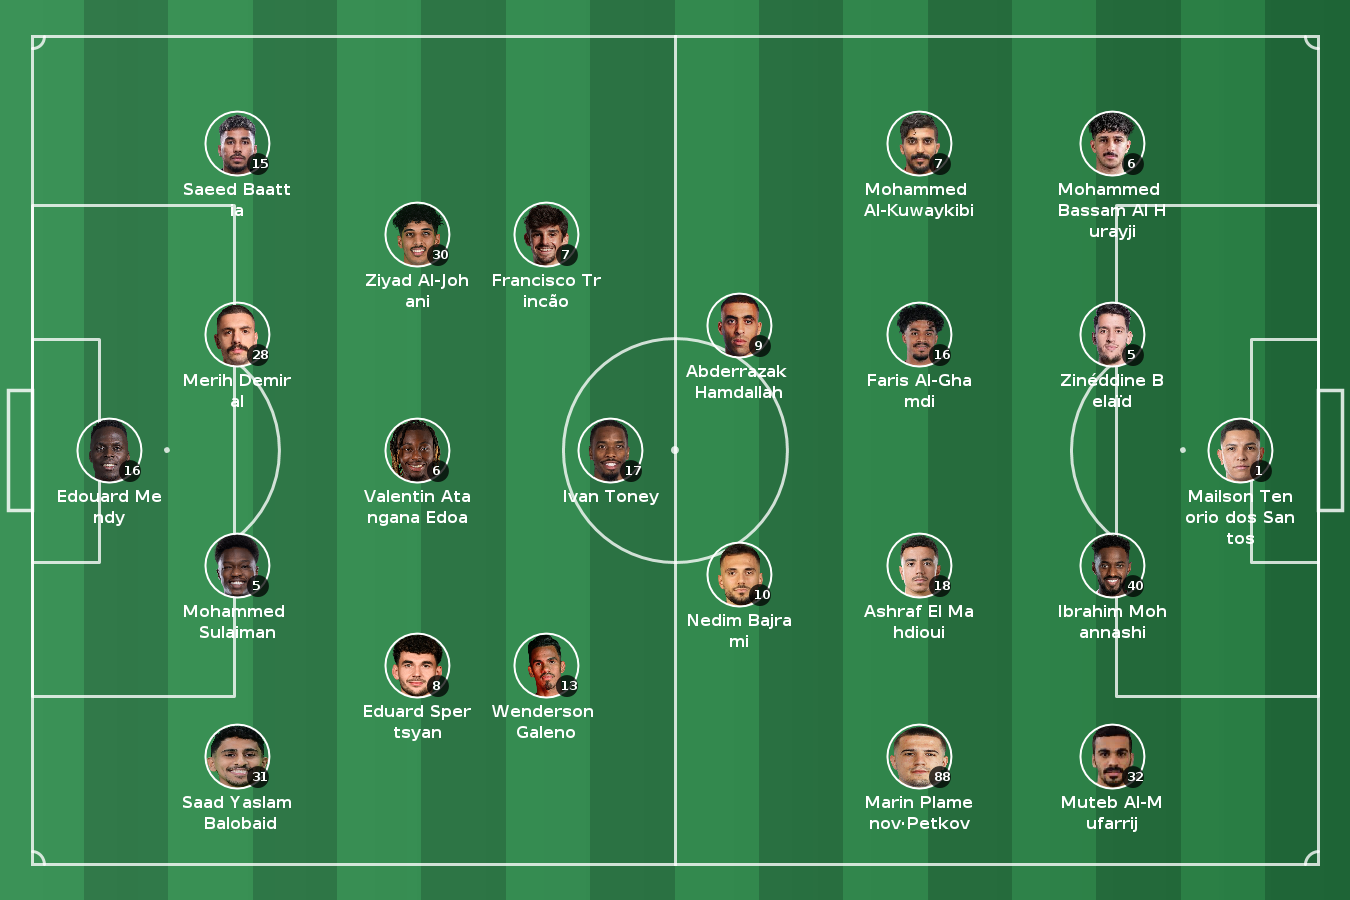 15
Saeed Baatt
ia
28
Merih Demir
al
16
Edouard Me
ndy
5
Mohammed
Sulaiman
31
Saad Yaslam
Balobaid
30
Ziyad Al-Joh
ani
7
Francisco Tr
incão
6
Valentin Ata
ngana Edoa
17
Ivan Toney
8
Eduard Sper
tsyan
13
Wenderson
Galeno
9
Abderrazak
Hamdallah
10
Nedim Bajra
mi
7
Mohammed
Al-Kuwaykibi
16
Faris Al-Gha
mdi
18
Ashraf El Ma
hdioui
88
Marin Plame
nov·Petkov
6
Mohammed
Bassam Al H
urayji
5
Zinéddine B
elaïd
40
Ibrahim Moh
annashi
32
Muteb Al-M
ufarrij
1
Mailson Ten
orio dos San
tos